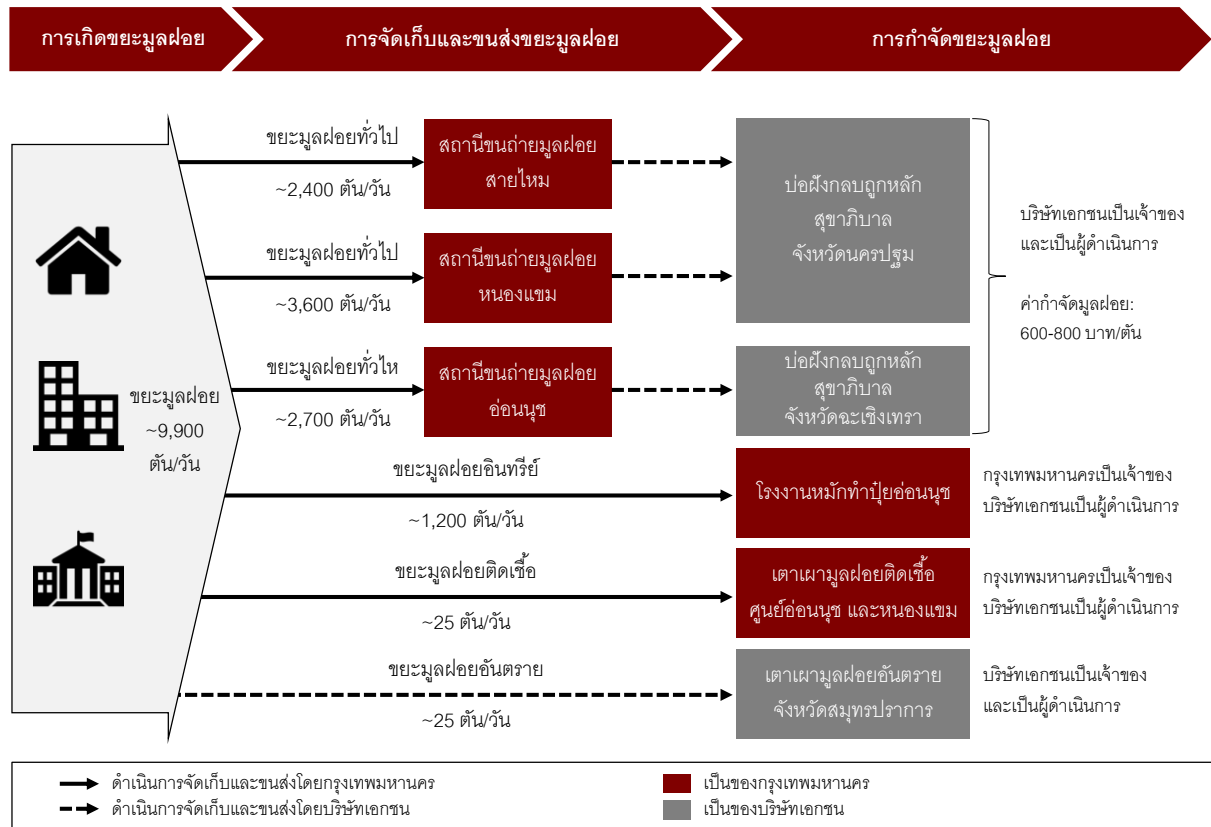 การเกิดขยะมูลฝอย
การจัดเก็บและขนส่งขยะมูลฝอย
การกำจัดขยะมูลฝอย
ขยะมูลฝอย
~9,900
ตัน/วัน
ขยะมูลฝอยทั่วไป
~2,400 ตัน/วัน
สถานีขนถ่ายมูลฝอย
สายไหม
ขยะมูลฝอยทั่วไป
~3,600 ตัน/วัน
สถานีขนถ่ายมูลฝอย
หนองแขม
บ่อฝังกลบถูกหลัก
สุขาภิบาล
จังหวัดนครปฐม
ขยะมูลฝอยทั่วไห
~2,700 ตัน/วัน
สถานีขนถ่ายมูลฝอย
อ่อนนุช
บ่อฝังกลบถูกหลัก
สุขาภิบาล
จังหวัดฉะเชิงเทรา
บริษัทเอกชนเป็นเจ้าของ
และเป็นผู้ดำเนินการ
ค่ากำจัดมูลฝอย:
600-800 บาท/ตัน
ขยะมูลฝอยอินทรีย์
~1,200 ตัน/วัน
โรงงานหมักทำปุ๋ยอ่อนนุช
กรุงเทพมหานครเป็นเจ้าของ
บริษัทเอกชนเป็นผู้ดำเนินการ
ขยะมูลฝอยติดเชื้อ
~25 ตัน/วัน
เตาเผามูลฝอยติดเชื้อ
ศูนย์อ่อนนุช และหนองแขม
กรุงเทพมหานครเป็นเจ้าของ
บริษัทเอกชนเป็นผู้ดำเนินการ
ขยะมูลฝอยอันตราย
~25 ตัน/วัน
เตาเผามูลฝอยอันตราย
จังหวัดสมุทรปราการ
บริษัทเอกชนเป็นเจ้าของ
และเป็นผู้ดำเนินการ
ดำเนินการจัดเก็บและขนส่งโดยกรุงเทพมหานคร
เป็นของกรุงเทพมหานคร
ดำเนินการจัดเก็บและขนส่งโดยบริษัทเอกชน
เป็นของบริษัทเอกชน